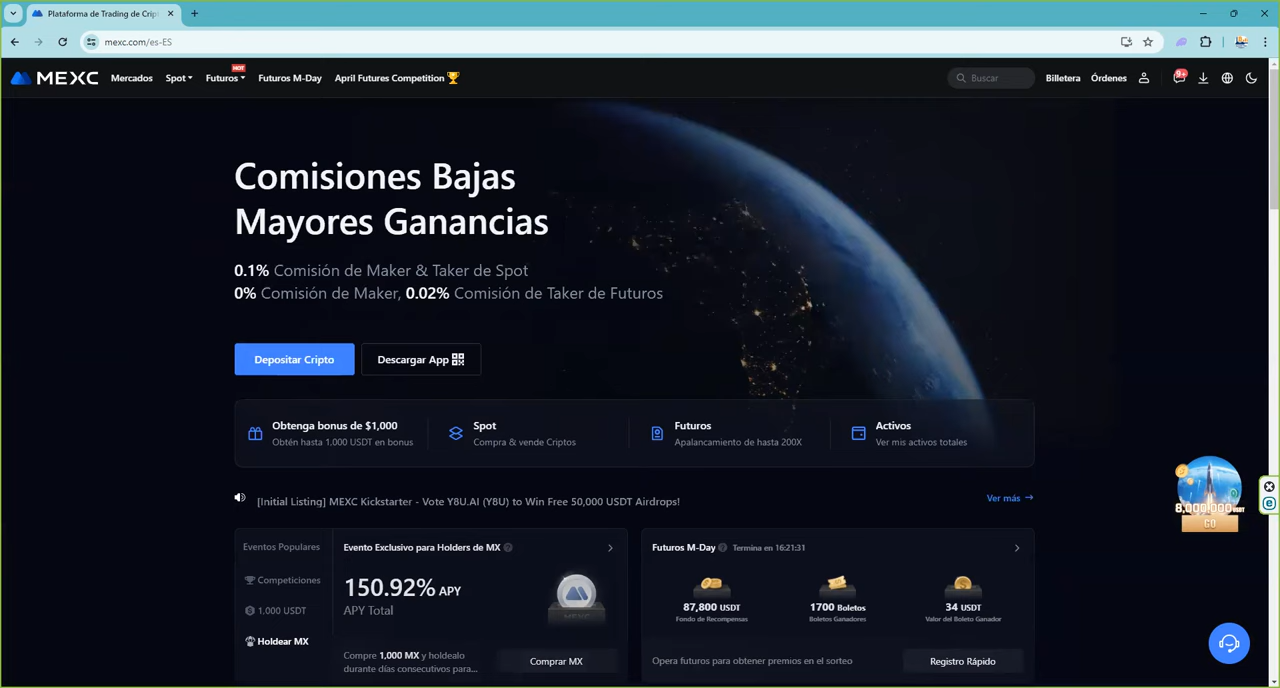 Plataforma de Trading de Crip
mexc.com/es-ES
MEXC
Mercados
Spot
HOT
Futuros
Futuros M-Day
April Futures Competition
Buscar
Billetera
Órdenes
9+
Comisiones Bajas
Mayores Ganancias
0.1% Comisión de Maker & Taker de Spot
0% Comisión de Maker, 0.02% Comisión de Taker de Futuros
Depositar Cripto
Descargar App
Obtenga bonus de $1,000
Obtén hasta 1.000 USDT en bonus
Spot
Compra & vende Criptos
Futuros
Apalancamiento de hasta 200X
Activos
Ver mis activos totales
[Initial Listing] MEXC Kickstarter - Vote Y8U.AI (Y8U) to Win Free 50,000 USDT Airdrops!
Ver más
8,000,000 USDT
GO
Eventos Populares
Competiciones
1,000 USDT
Holdear MX
Evento Exclusivo para Holders de MX
150.92% APY
APY Total
MEXC
Compre 1,000 MX y holdealo
durante días consecutivos para...
Comprar MX
Futuros M-Day
Termina en 16:21:31
87,800 USDT
Fondo de Recompensas
1700 Boletos
Boletos Ganadores
34 USDT
Valor del Boleto Ganador
Opera futuros para obtener premios en el sorteo
Registro Rápido